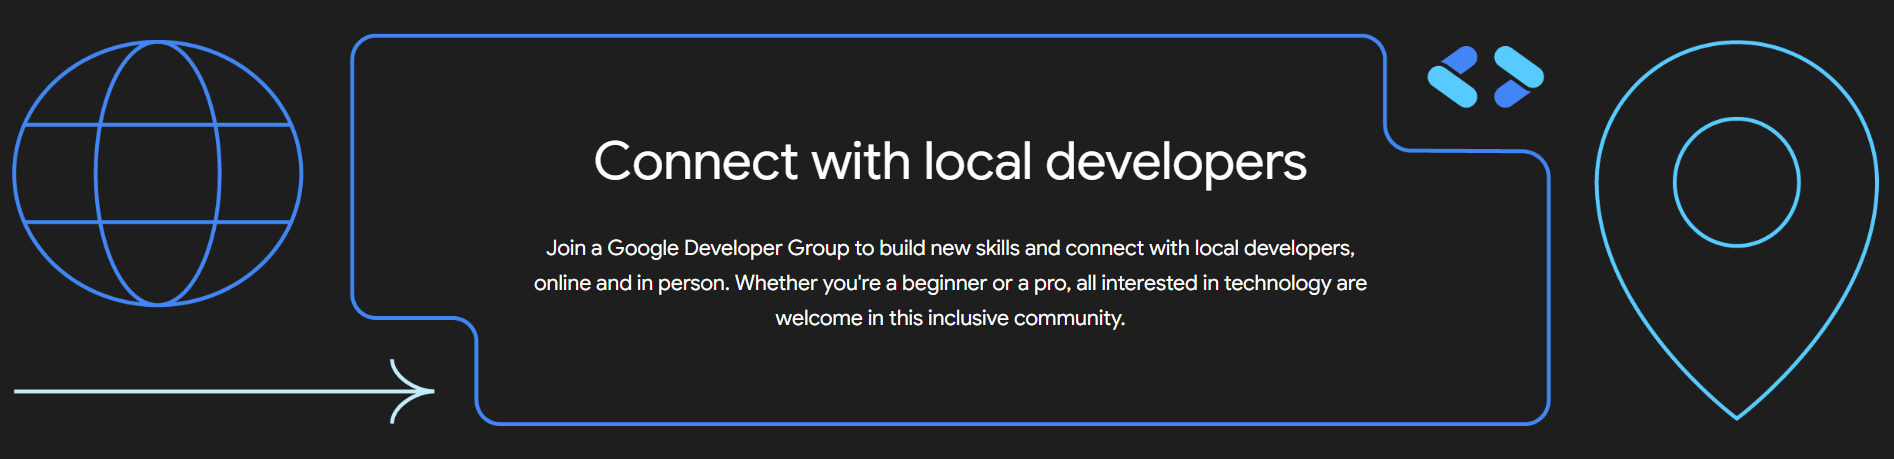 Connect with local developers
Join a Google Developer Group to build new skills and connect with local developers,
online and in person. Whether you're a beginner or a pro, all interested in technology are
welcome in this inclusive community.